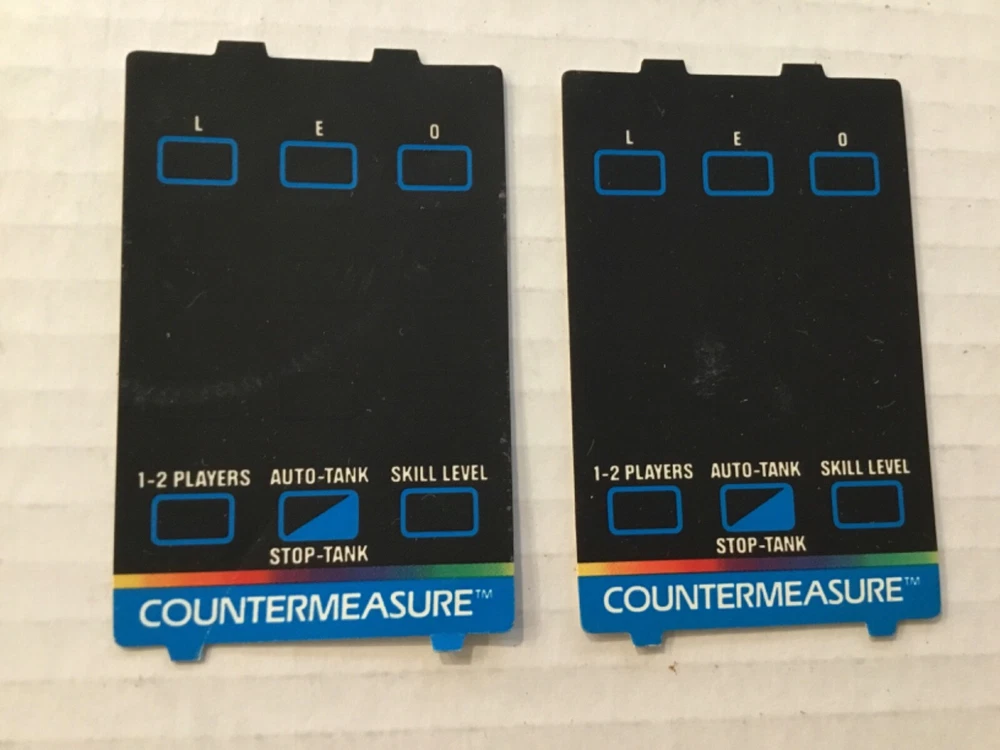 L E O
1-2 PLAYERS AUTO-TANK SKILL LEVEL
STOP-TANK
COUNTERMEASURE™
L E O
1-2 PLAYERS AUTO-TANK SKILL LEVEL
STOP-TANK
COUNTERMEASURE™